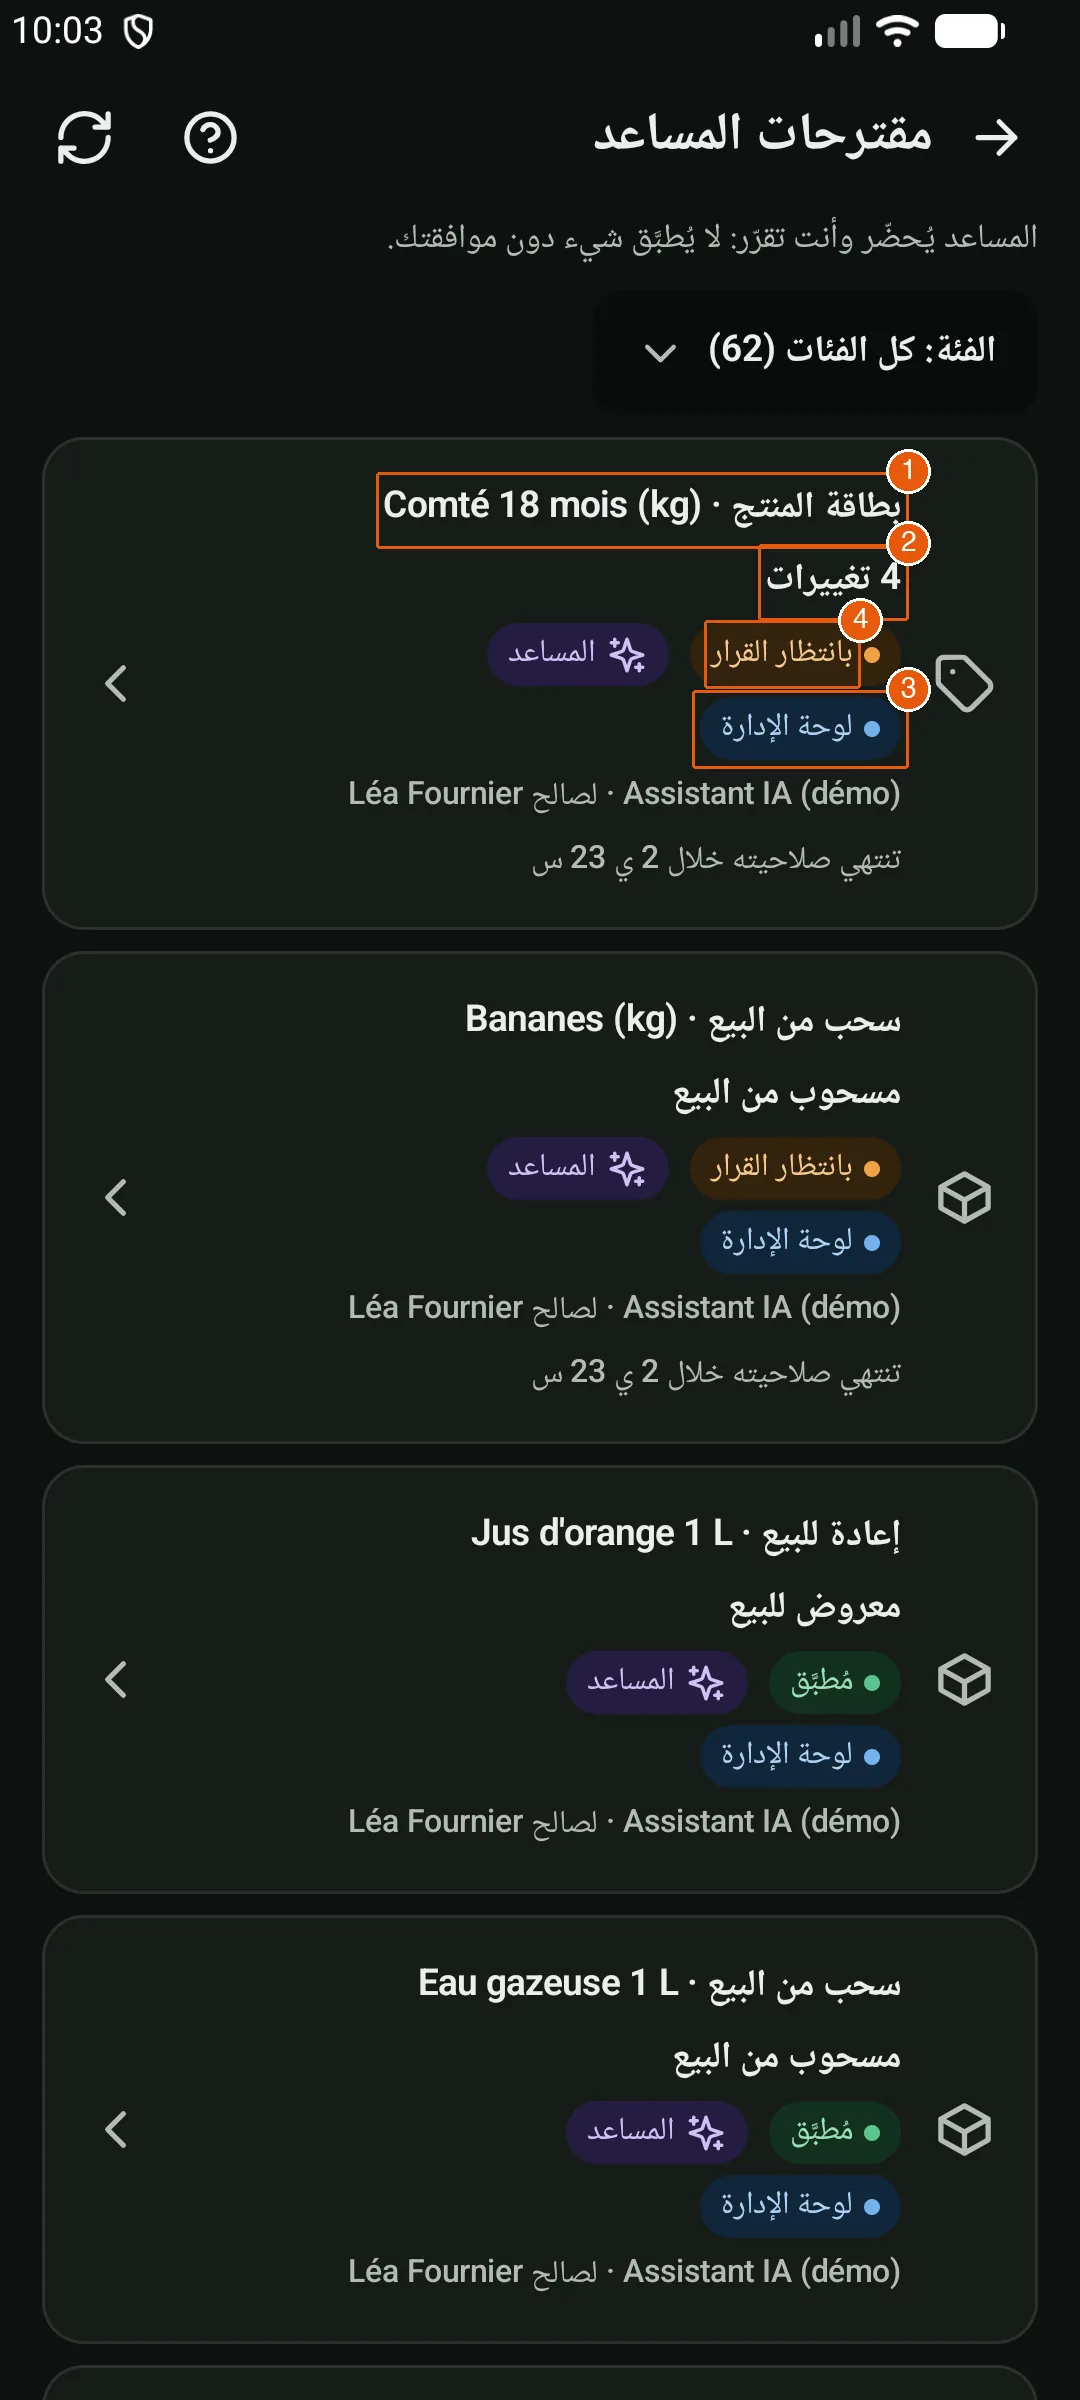 10:03
مقترحات المساعد
المساعد يُحضّر وأنت تقرّر: لا يُطبَّق شيء دون موافقتك.
الفئة: كل الفئات (62)
1
بطاقة المنتج · Comté 18 mois (kg)
2
4 تغييرات
4
بانتظار القرار المساعد
3
لوحة الإدارة
Assistant IA (démo) · لصالح Léa Fournier
تنتهي صلاحيته خلال 2 ي 23 س
سحب من البيع · Bananes (kg)
مسحوب من البيع
بانتظار القرار المساعد
لوحة الإدارة
Assistant IA (démo) · لصالح Léa Fournier
تنتهي صلاحيته خلال 2 ي 23 س
إعادة للبيع · Jus d'orange 1 L
معروض للبيع
مُطبَّق المساعد
لوحة الإدارة
Assistant IA (démo) · لصالح Léa Fournier
سحب من البيع · Eau gazeuse 1 L
مسحوب من البيع
مُطبَّق المساعد
لوحة الإدارة
Assistant IA (démo) · لصالح Léa Fournier